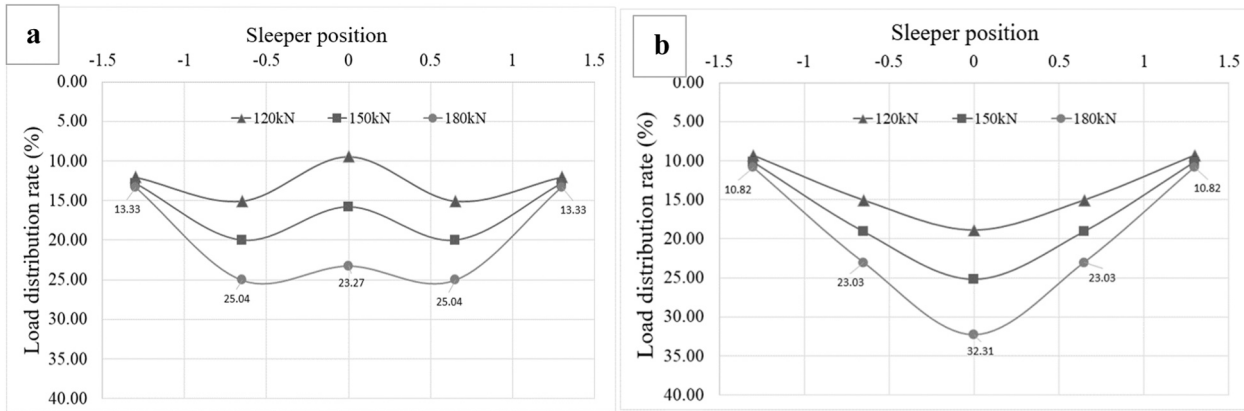 a
Sleeper position
-1.5 -1 -0.5 0 0.5 1 1.5
0.00
5.00
10.00
15.00
20.00
25.00
30.00
35.00
40.00
Load distribution rate (%)
120kN 150kN 180kN
13.33
25.04
23.27
25.04
13.33
b
Sleeper position
-1.5 -1 -0.5 0 0.5 1 1.5
0.00
5.00
10.00
15.00
20.00
25.00
30.00
35.00
40.00
Load distribution rate (%)
120kN 150kN 180kN
10.82
23.03
32.31
23.03
10.82